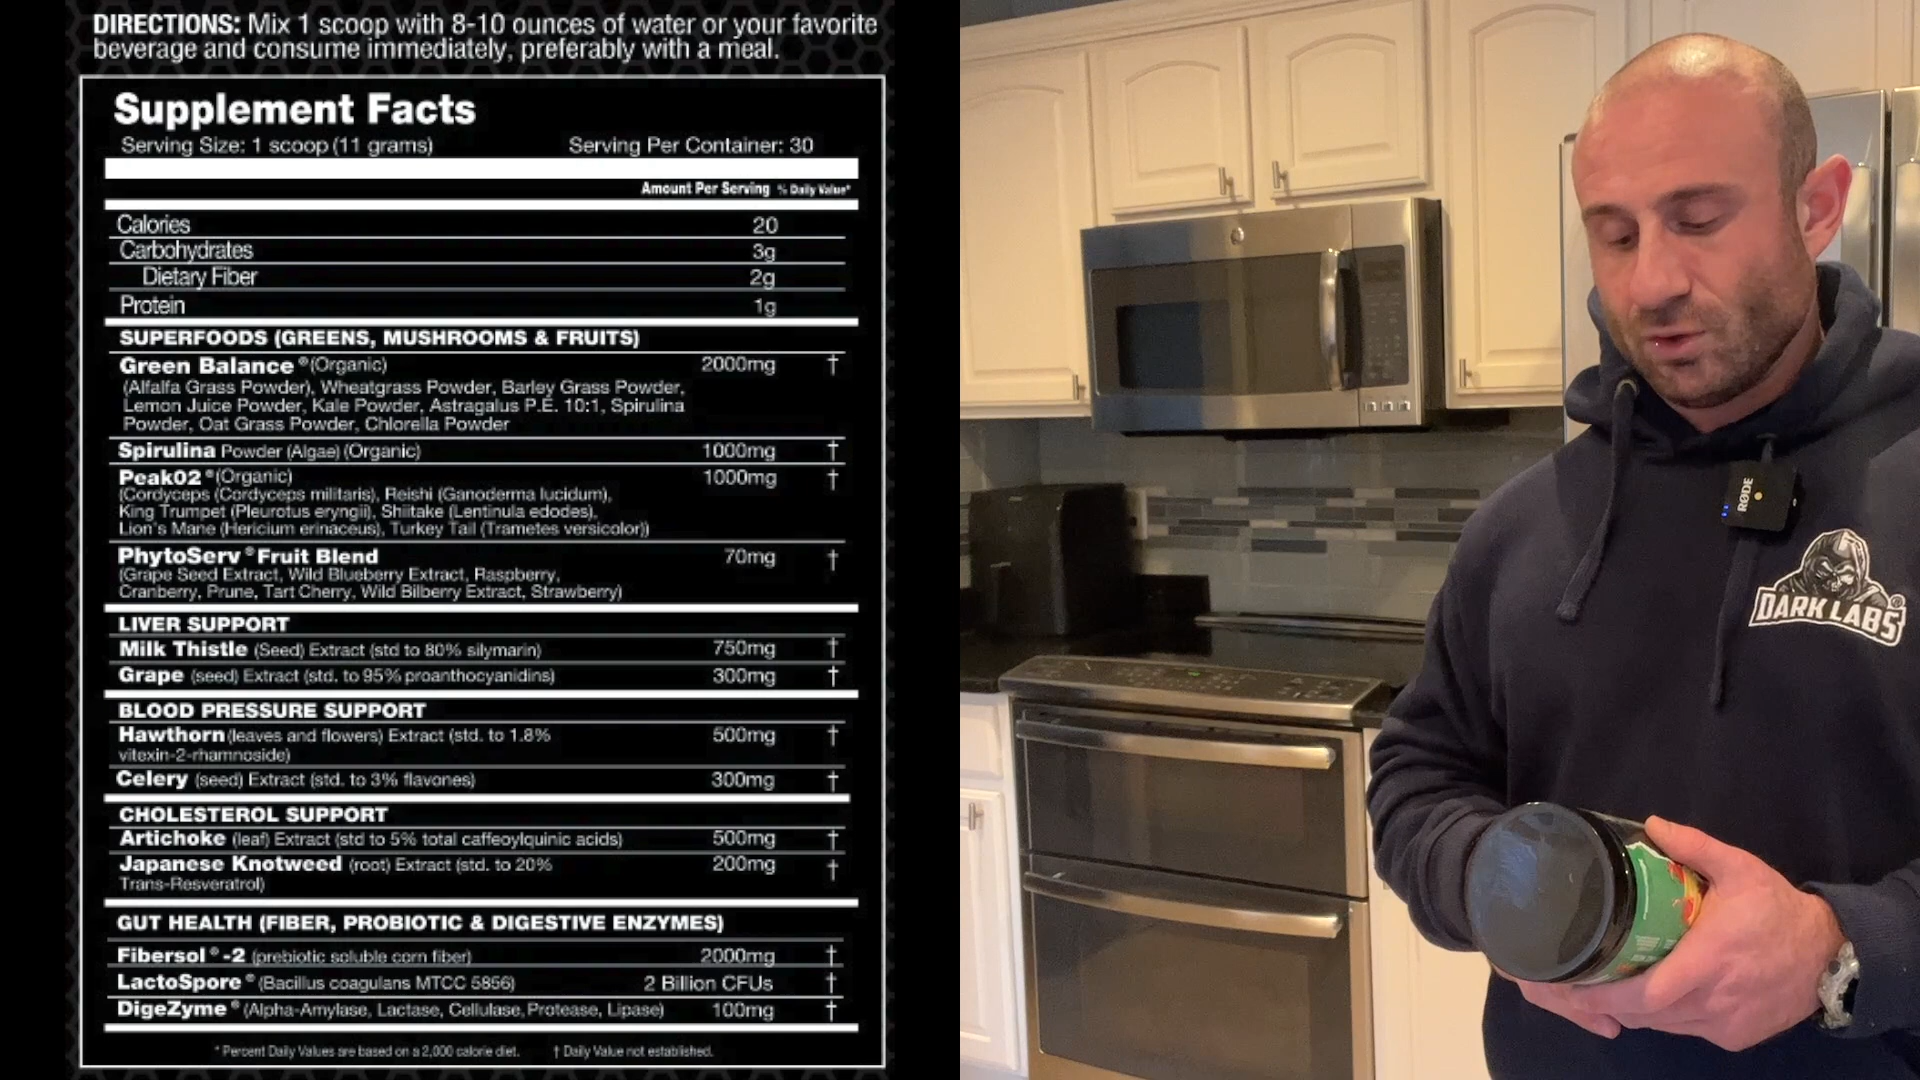 DIRECTIONS: Mix 1 scoop with 8-10 ounces of water or your favorite
beverage and consume immediately, preferably with a meal.
Supplement Facts
Serving Size: 1 scoop (11 grams) Serving Per Container: 30
Amount Per Serving % Daily Value*
Calories 20
Carbohydrates 3g
Dietary Fiber 2g
Protein 1g
SUPERFOODS (GREENS, MUSHROOMS & FRUITS)
Green Balance®(Organic) 2000mg †
(Alfalfa Grass Powder), Wheatgrass Powder, Barley Grass Powder,
Lemon Juice Powder, Kale Powder, Astragalus P.E. 10:1, Spirulina
Powder, Oat Grass Powder, Chlorella Powder
Spirulina Powder (Algae) (Organic) 1000mg †
Peak02®(Organic) 1000mg †
(Cordyceps (Cordyceps militaris), Reishi (Ganoderma lucidum),
King Trumpet (Pleurotus eryngii), Shiitake (Lentinula edodes),
Lion's Mane (Hericium erinaceus), Turkey Tail (Trametes versicolor))
PhytoServ® Fruit Blend 70mg †
(Grape Seed Extract, Wild Blueberry Extract, Raspberry,
Cranberry, Prune, Tart Cherry, Wild Bilberry Extract, Strawberry)
LIVER SUPPORT
Milk Thistle (Seed) Extract (std to 80% silymarin) 750mg †
Grape (seed) Extract (std. to 95% proanthocyanidins) 300mg †
BLOOD PRESSURE SUPPORT
Hawthorn (leaves and flowers) Extract (std. to 1.8% 500mg †
vitexin-2-rhamnoside)
Celery (seed) Extract (std. to 3% flavones) 300mg †
CHOLESTEROL SUPPORT
Artichoke (leaf) Extract (std to 5% total caffeoylquinic acids) 500mg †
Japanese Knotweed (root) Extract (std. to 20% 200mg †
Trans-Resveratrol)
GUT HEALTH (FIBER, PROBIOTIC & DIGESTIVE ENZYMES)
Fibersol®-2 (prebiotic soluble corn fiber) 2000mg †
LactoSpore® (Bacillus coagulans MTCC 5856) 2 Billion CFUs †
DigeZyme® (Alpha-Amylase, Lactase, Cellulase, Protease, Lipase) 100mg †
* Percent Daily Values are based on a 2,000 calorie diet. † Daily Value not established.
RØDE
DARK LABS®